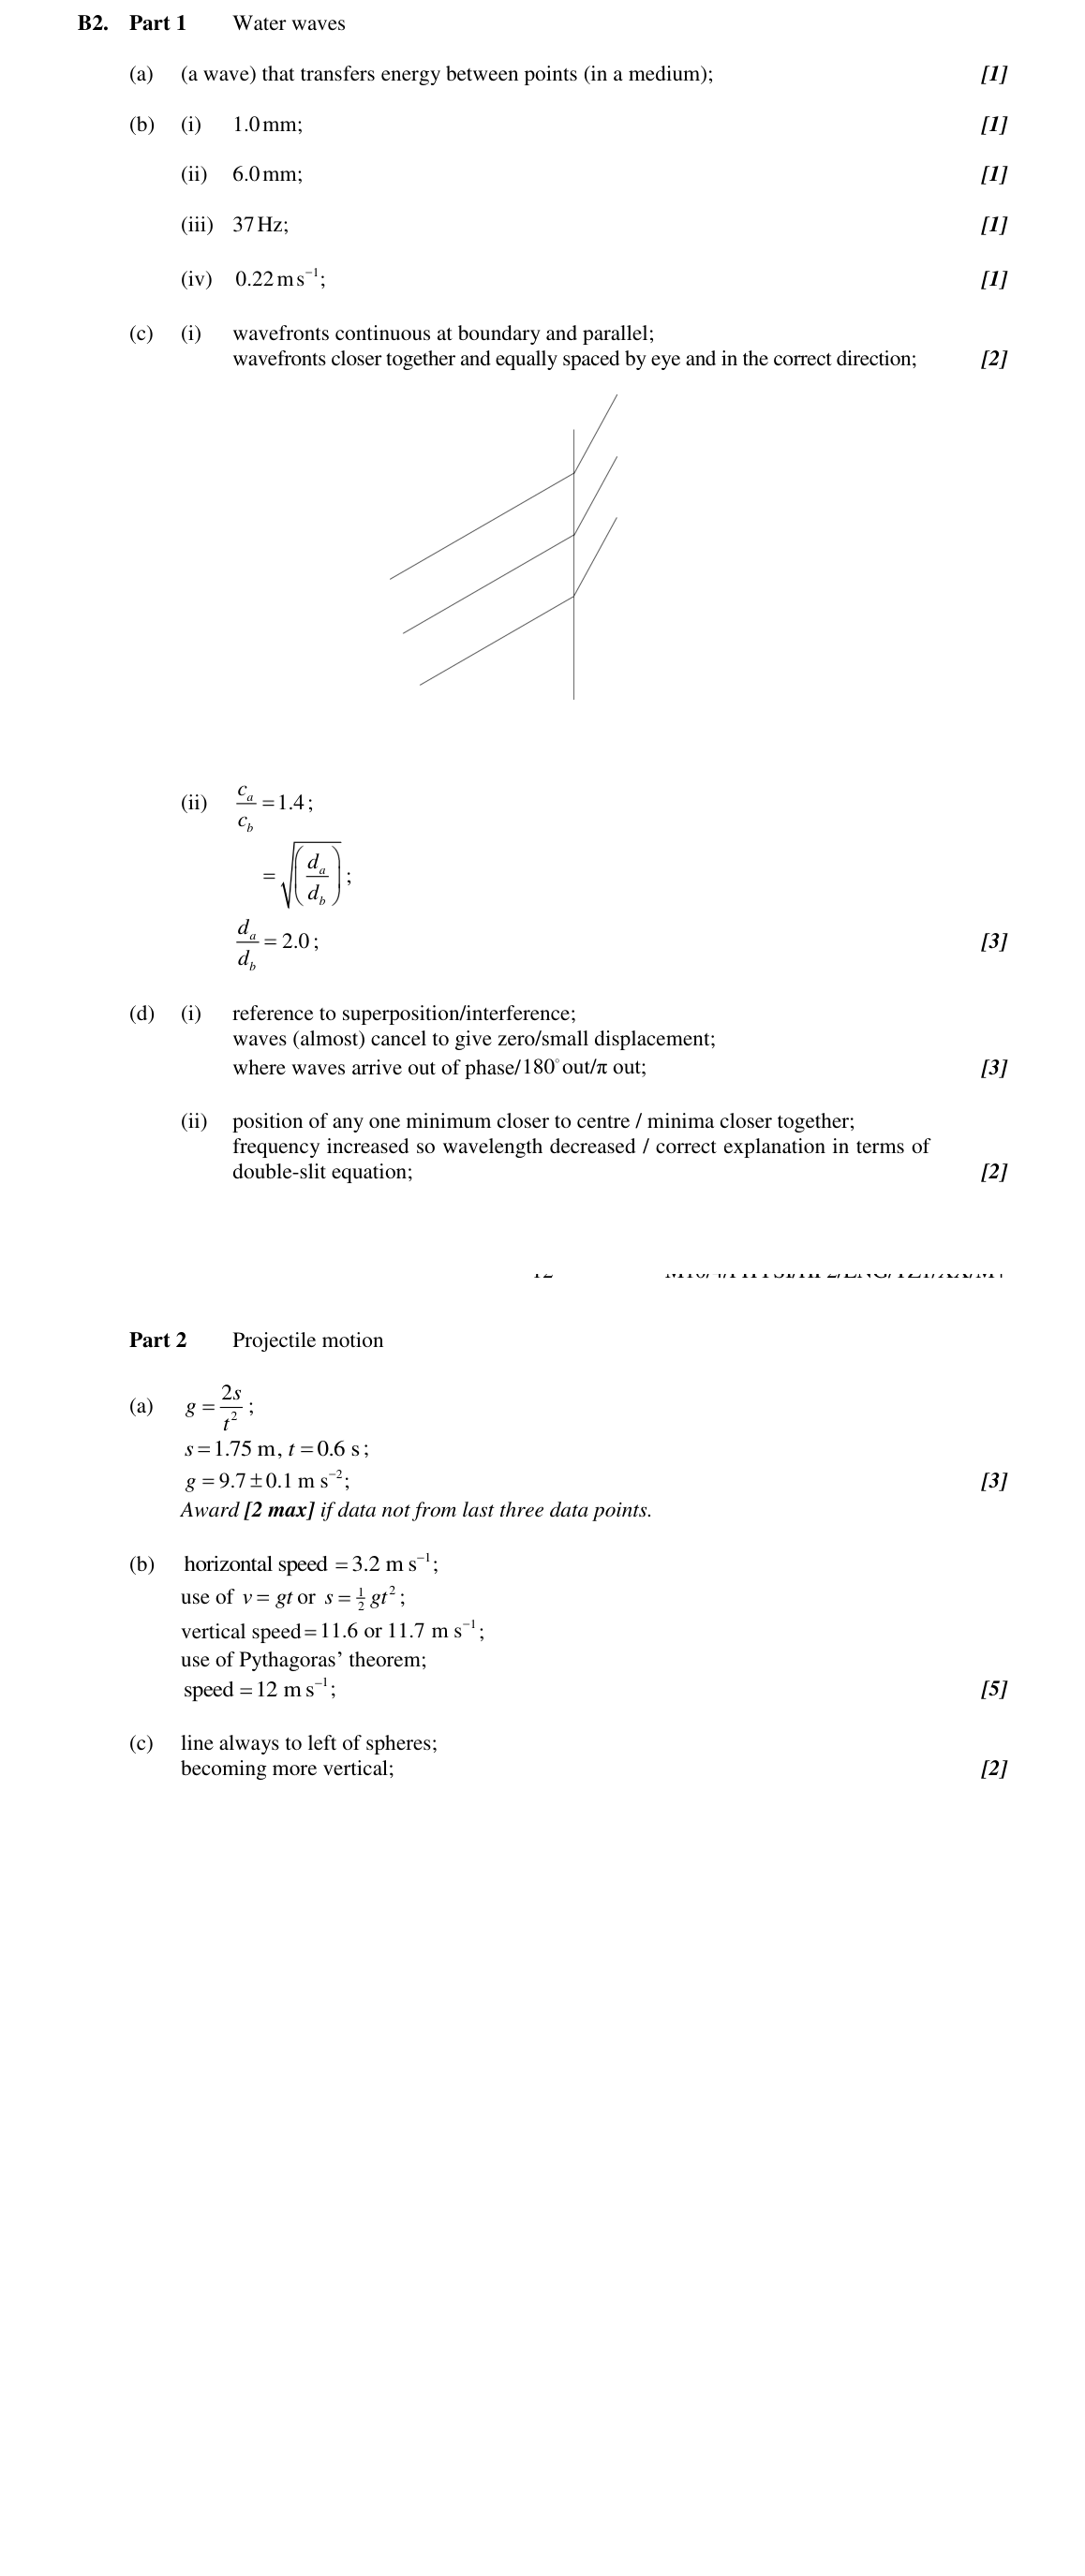 B2. Part 1 Water waves
(a) (a wave) that transfers energy between points (in a medium); [1]
(b) (i) 1.0 mm; [1]
(ii) 6.0 mm; [1]
(iii) 37 Hz; [1]
(iv) 0.22 m s⁻¹; [1]
(c) (i) wavefronts continuous at boundary and parallel;
wavefronts closer together and equally spaced by eye and in the correct direction; [2]
(ii) c_a/c_b = 1.4;
= √(d_a/d_b);
d_a/d_b = 2.0; [3]
(d) (i) reference to superposition/interference;
waves (almost) cancel to give zero/small displacement;
where waves arrive out of phase/180° out/π out; [3]
(ii) position of any one minimum closer to centre / minima closer together;
frequency increased so wavelength decreased / correct explanation in terms of
double-slit equation; [2]
Part 2 Projectile motion
(a) g = 2s/t²;
s = 1.75 m, t = 0.6 s;
g = 9.7 ± 0.1 m s⁻²; [3]
Award [2 max] if data not from last three data points.
(b) horizontal speed = 3.2 m s⁻¹;
use of v = gt or s = ½ gt²;
vertical speed = 11.6 or 11.7 m s⁻¹;
use of Pythagoras’ theorem;
speed = 12 m s⁻¹; [5]
(c) line always to left of spheres;
becoming more vertical; [2]